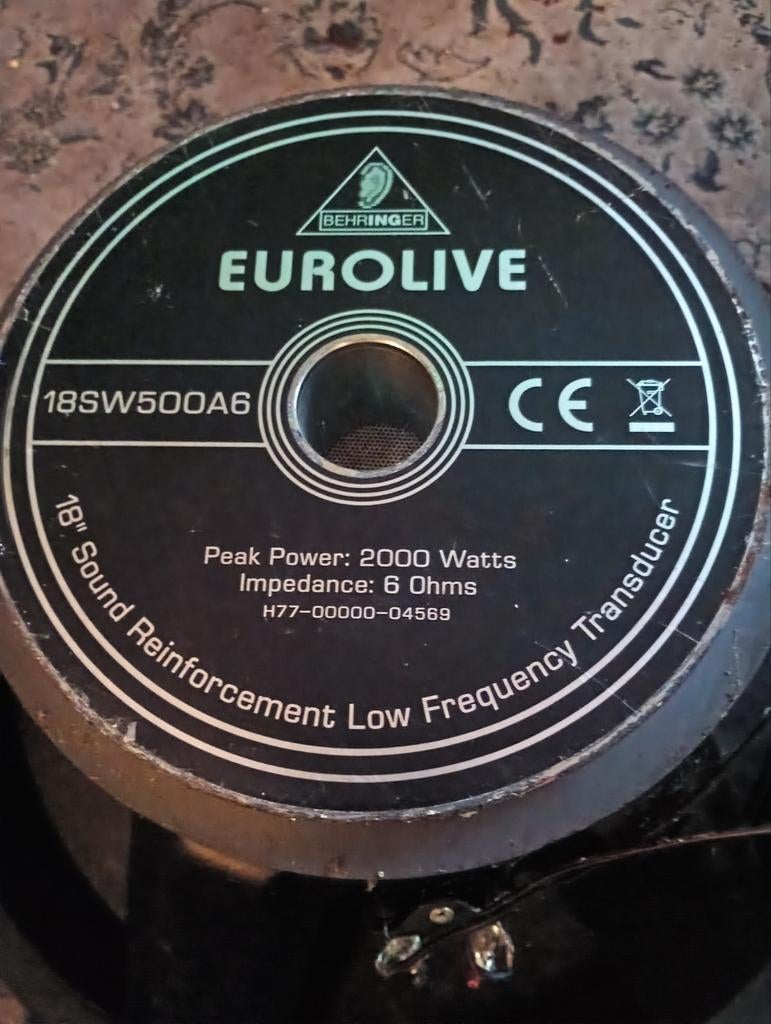 BEHRINGER
EUROLIVE
18SW500A6
CE
Peak Power: 2000 Watts
Impedance: 6 Ohms
H77-00000-04569
18" Sound Reinforcement Low Frequency Transducer